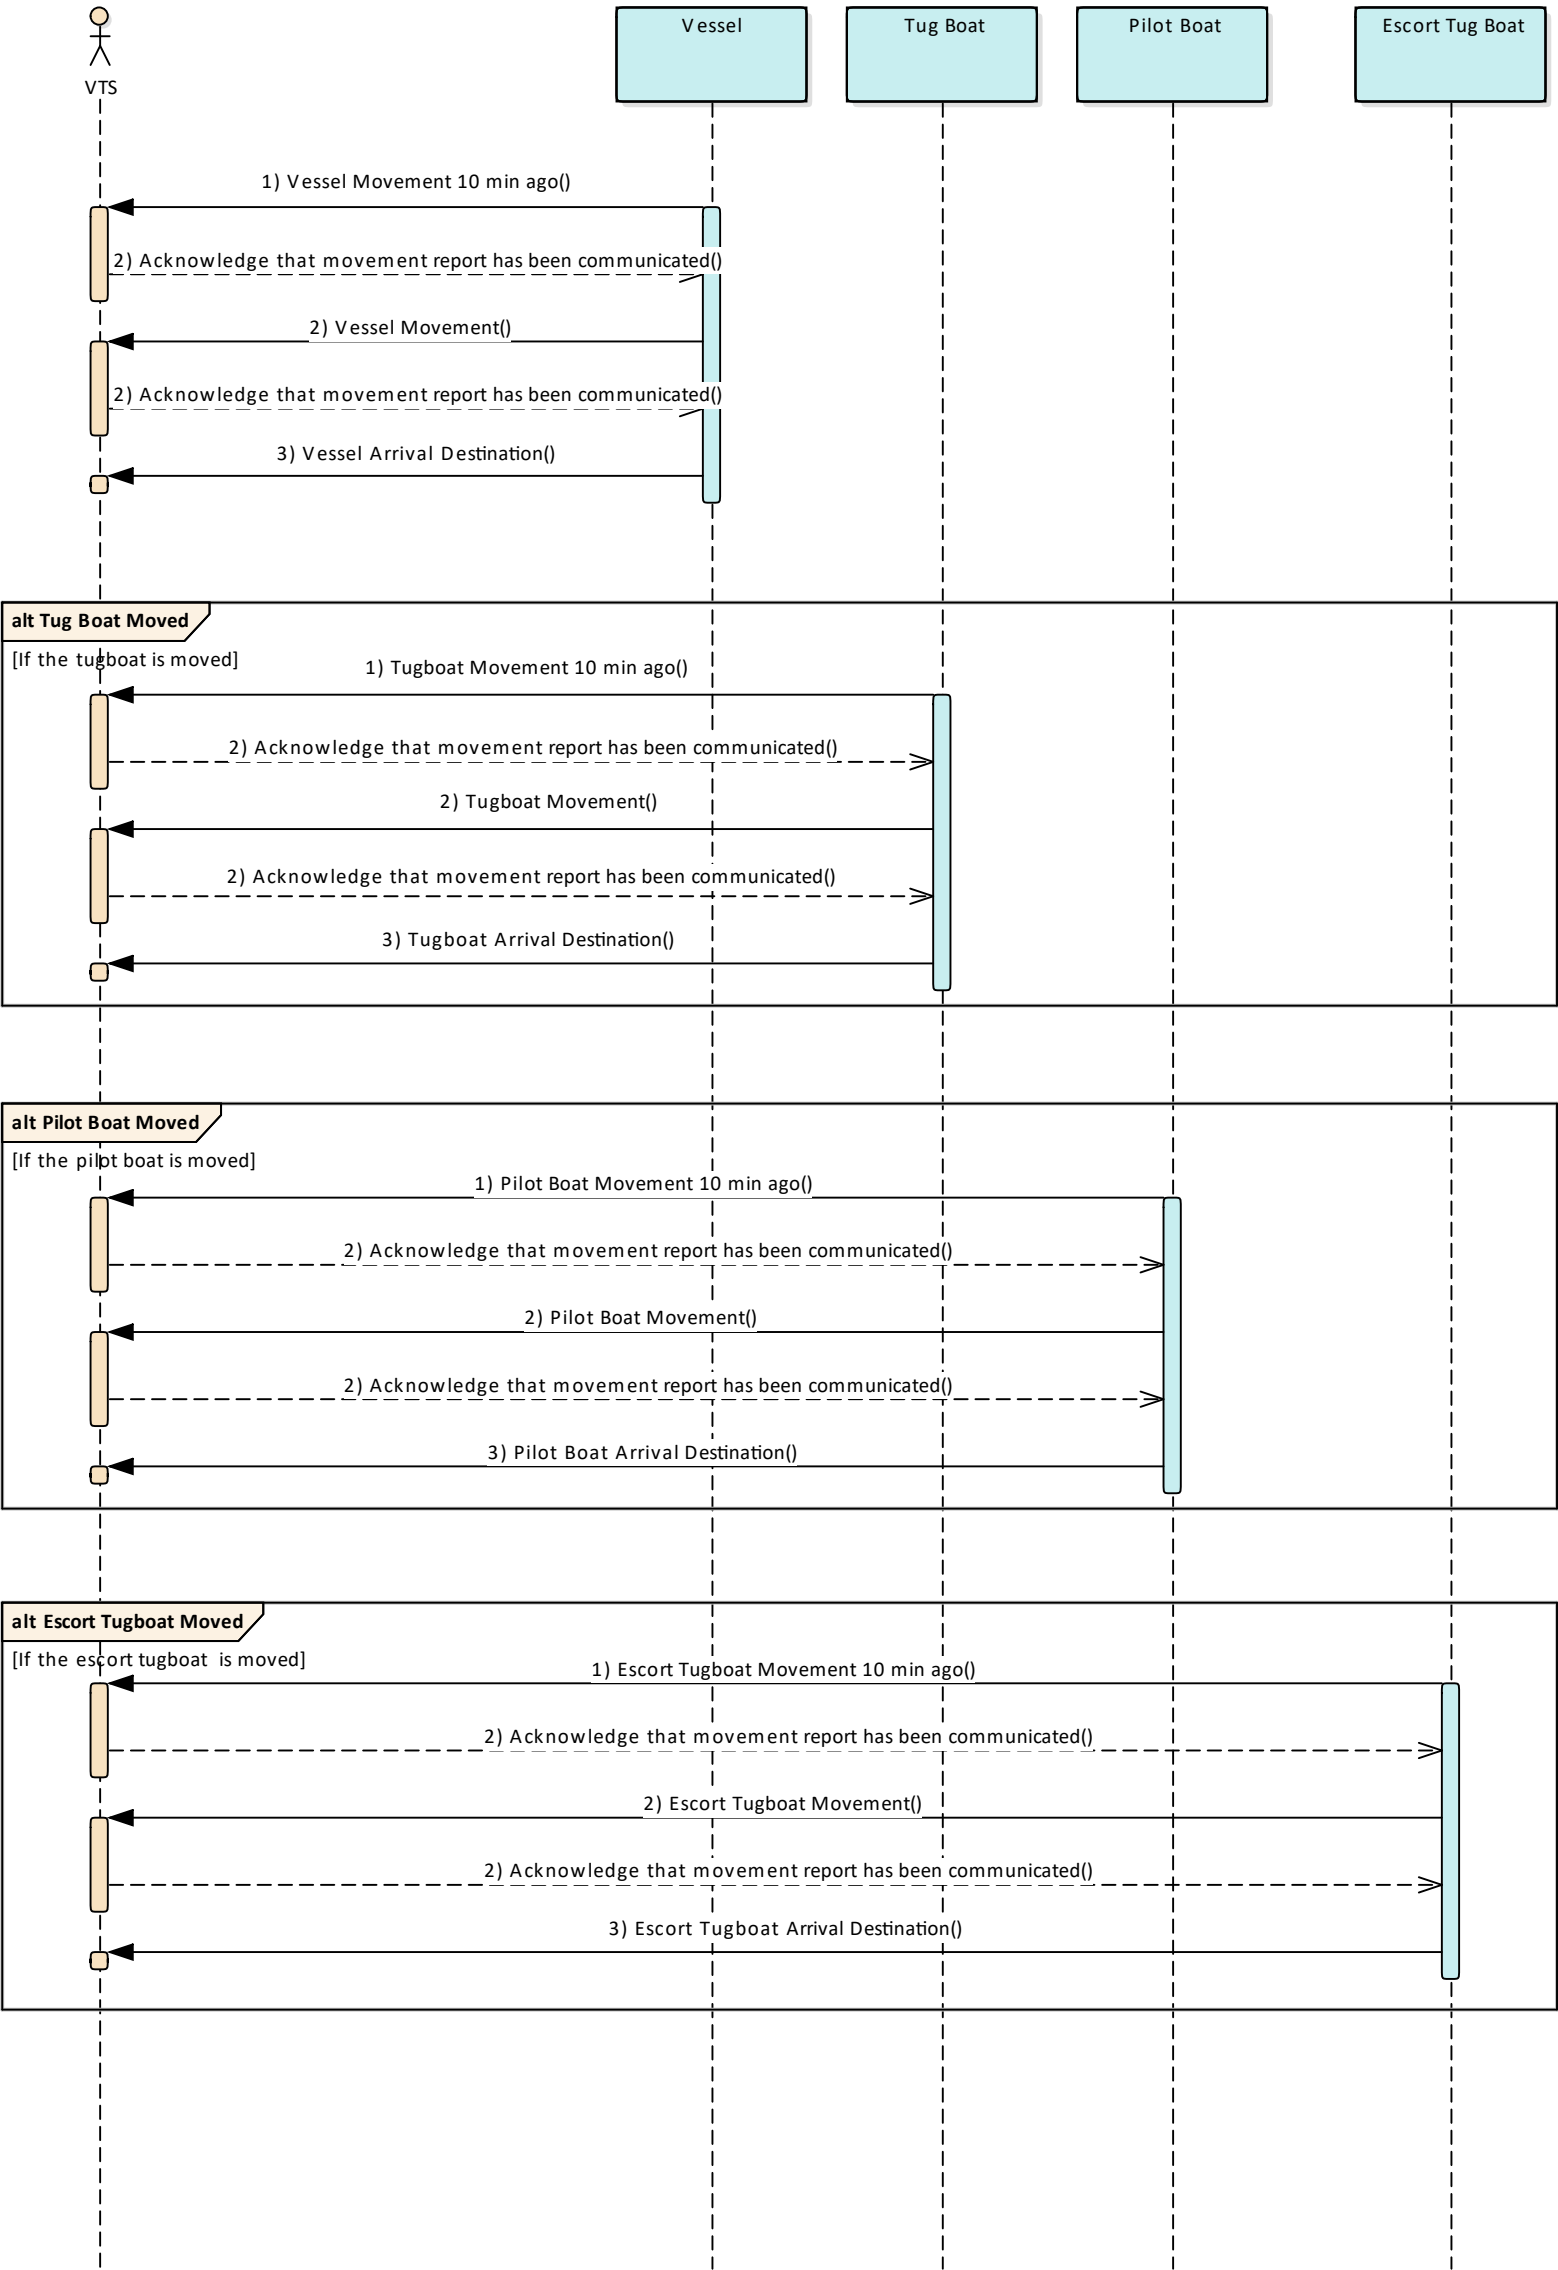 VTS
Vessel
Tug Boat
Pilot Boat
Escort Tug Boat
1) Vessel Movement 10 min ago()
2) Acknowledge that movement report has been communicated()
2) Vessel Movement()
2) Acknowledge that movement report has been communicated()
3) Vessel Arrival Destination()
alt Tug Boat Moved
[If the tugboat is moved]
1) Tugboat Movement 10 min ago()
2) Acknowledge that movement report has been communicated()
2) Tugboat Movement()
2) Acknowledge that movement report has been communicated()
3) Tugboat Arrival Destination()
alt Pilot Boat Moved
[If the pilot boat is moved]
1) Pilot Boat Movement 10 min ago()
2) Acknowledge that movement report has been communicated()
2) Pilot Boat Movement()
2) Acknowledge that movement report has been communicated()
3) Pilot Boat Arrival Destination()
alt Escort Tugboat Moved
[If the escort tugboat is moved]
1) Escort Tugboat Movement 10 min ago()
2) Acknowledge that movement report has been communicated()
2) Escort Tugboat Movement()
2) Acknowledge that movement report has been communicated()
3) Escort Tugboat Arrival Destination()